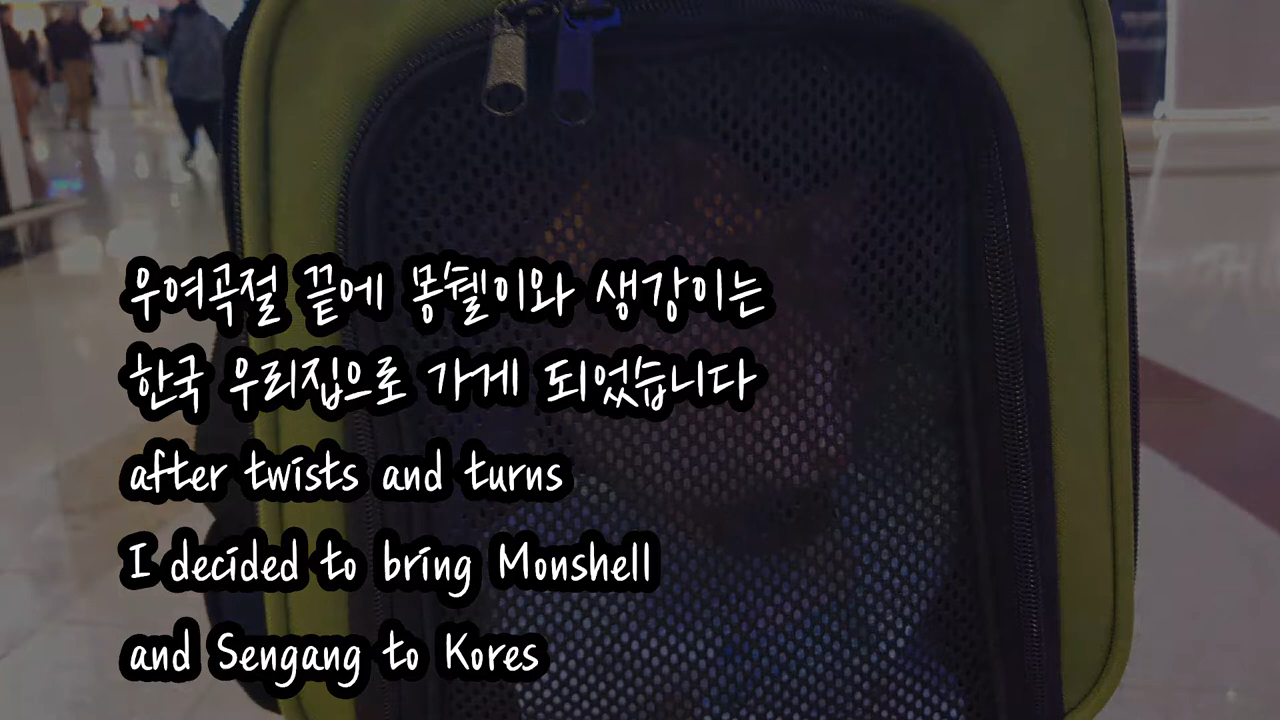 우여곡절 끝에 몽쉘이와 생강이는
한국 우리집으로 가게 되었습니다
after twists and turns
I decided to bring Monshell
and Sengang to Kores